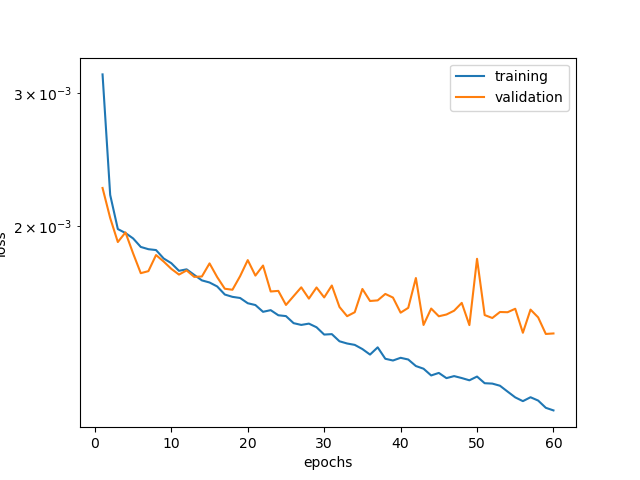 training
validation
3 × 10⁻³
2 × 10⁻³
loss
0 10 20 30 40 50 60
epochs